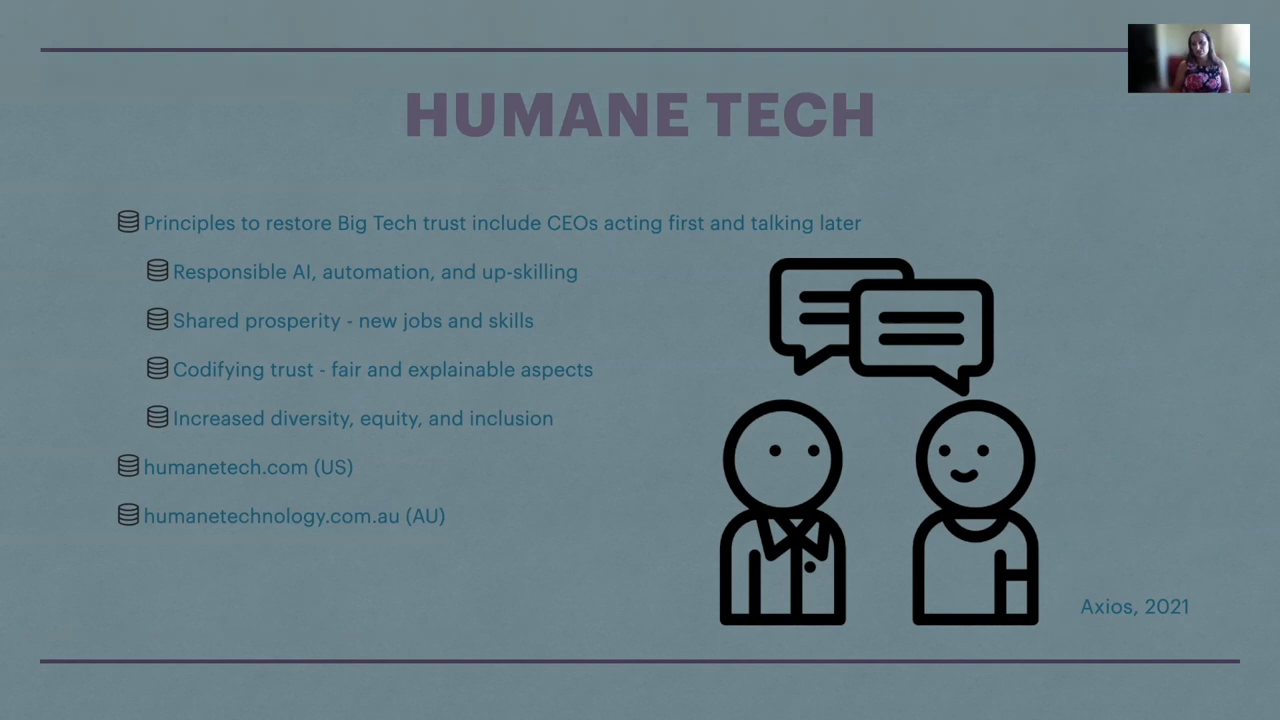 HUMANE TECH
Principles to restore Big Tech trust include CEOs acting first and talking later
Responsible AI, automation, and up-skilling
Shared prosperity - new jobs and skills
Codifying trust - fair and explainable aspects
Increased diversity, equity, and inclusion
humanetech.com (US)
humanetechnology.com.au (AU)
Axios, 2021